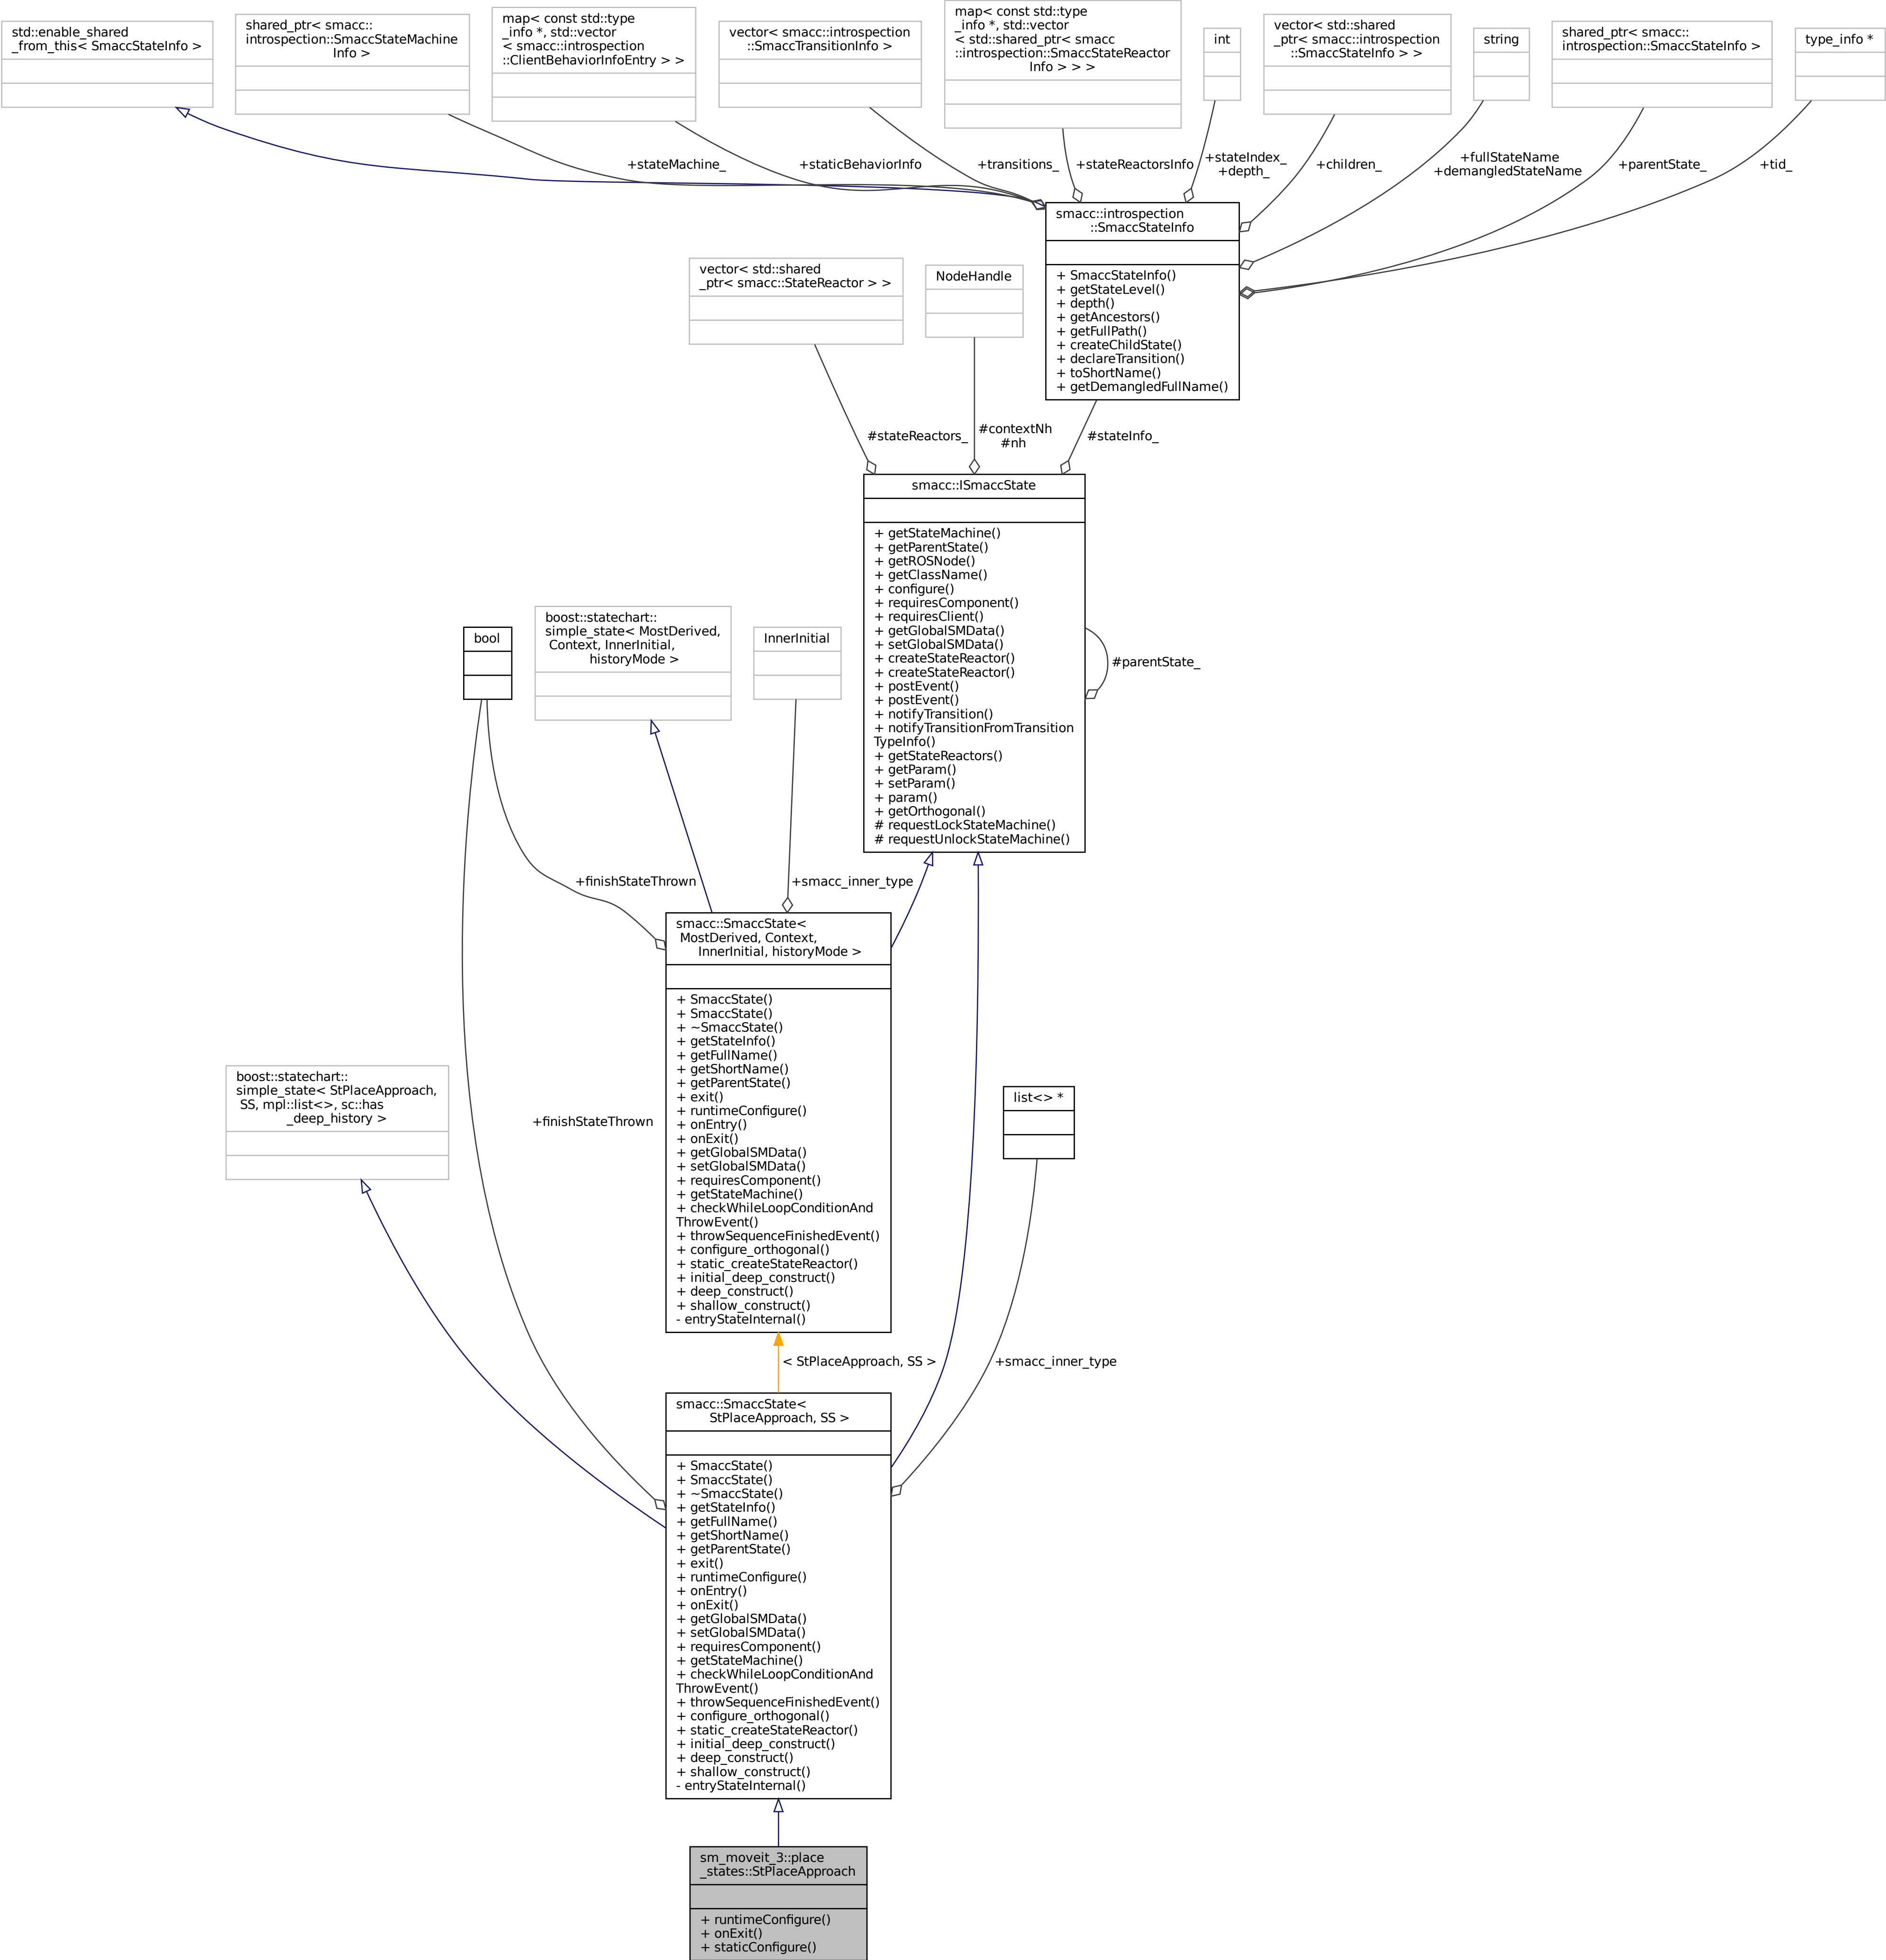 std::enable_shared
_from_this< SmaccStateInfo >
shared_ptr< smacc::
introspection::SmaccStateMachine
Info >
map< const std::type
_info *, std::vector
< smacc::introspection
::ClientBehaviorInfoEntry > >
vector< smacc::introspection
::SmaccTransitionInfo >
map< const std::type
_info *, std::vector
< std::shared_ptr< smacc
::introspection::SmaccStateReactor
Info > > >
int
vector< std::shared
_ptr< smacc::introspection
::SmaccStateInfo > >
string
shared_ptr< smacc::
introspection::SmaccStateInfo >
type_info *
+stateMachine_
+staticBehaviorInfo
+transitions_
+stateReactorsInfo
+stateIndex_
+depth_
+children_
+fullStateName
+demangledStateName
+parentState_
+tid_
smacc::introspection
::SmaccStateInfo
+ SmaccStateInfo()
+ getStateLevel()
+ depth()
+ getAncestors()
+ getFullPath()
+ createChildState()
+ declareTransition()
+ toShortName()
+ getDemangledFullName()
vector< std::shared
_ptr< smacc::StateReactor > >
NodeHandle
#stateReactors_
#contextNh
#nh
#stateInfo_
smacc::ISmaccState
+ getStateMachine()
+ getParentState()
+ getROSNode()
+ getClassName()
+ configure()
+ requiresComponent()
+ requiresClient()
+ getGlobalSMData()
+ setGlobalSMData()
+ createStateReactor()
+ createStateReactor()
+ postEvent()
+ postEvent()
+ notifyTransition()
+ notifyTransitionFromTransition
TypeInfo()
+ getStateReactors()
+ getParam()
+ setParam()
+ param()
+ getOrthogonal()
# requestLockStateMachine()
# requestUnlockStateMachine()
#parentState_
bool
boost::statechart::
simple_state< MostDerived,
Context, InnerInitial,
historyMode >
InnerInitial
+finishStateThrown
+smacc_inner_type
smacc::SmaccState<
MostDerived, Context,
InnerInitial, historyMode >
+ SmaccState()
+ SmaccState()
+ ~SmaccState()
+ getStateInfo()
+ getFullName()
+ getShortName()
+ getParentState()
+ exit()
+ runtimeConfigure()
+ onEntry()
+ onExit()
+ getGlobalSMData()
+ setGlobalSMData()
+ requiresComponent()
+ getStateMachine()
+ checkWhileLoopConditionAnd
ThrowEvent()
+ throwSequenceFinishedEvent()
+ configure_orthogonal()
+ static_createStateReactor()
+ initial_deep_construct()
+ deep_construct()
+ shallow_construct()
- entryStateInternal()
boost::statechart::
simple_state< StPlaceApproach,
SS, mpl::list<>, sc::has
_deep_history >
+finishStateThrown
list<> *
< StPlaceApproach, SS >
+smacc_inner_type
smacc::SmaccState<
StPlaceApproach, SS >
+ SmaccState()
+ SmaccState()
+ ~SmaccState()
+ getStateInfo()
+ getFullName()
+ getShortName()
+ getParentState()
+ exit()
+ runtimeConfigure()
+ onEntry()
+ onExit()
+ getGlobalSMData()
+ setGlobalSMData()
+ requiresComponent()
+ getStateMachine()
+ checkWhileLoopConditionAnd
ThrowEvent()
+ throwSequenceFinishedEvent()
+ configure_orthogonal()
+ static_createStateReactor()
+ initial_deep_construct()
+ deep_construct()
+ shallow_construct()
- entryStateInternal()
sm_moveit_3::place
_states::StPlaceApproach
+ runtimeConfigure()
+ onExit()
+ staticConfigure()